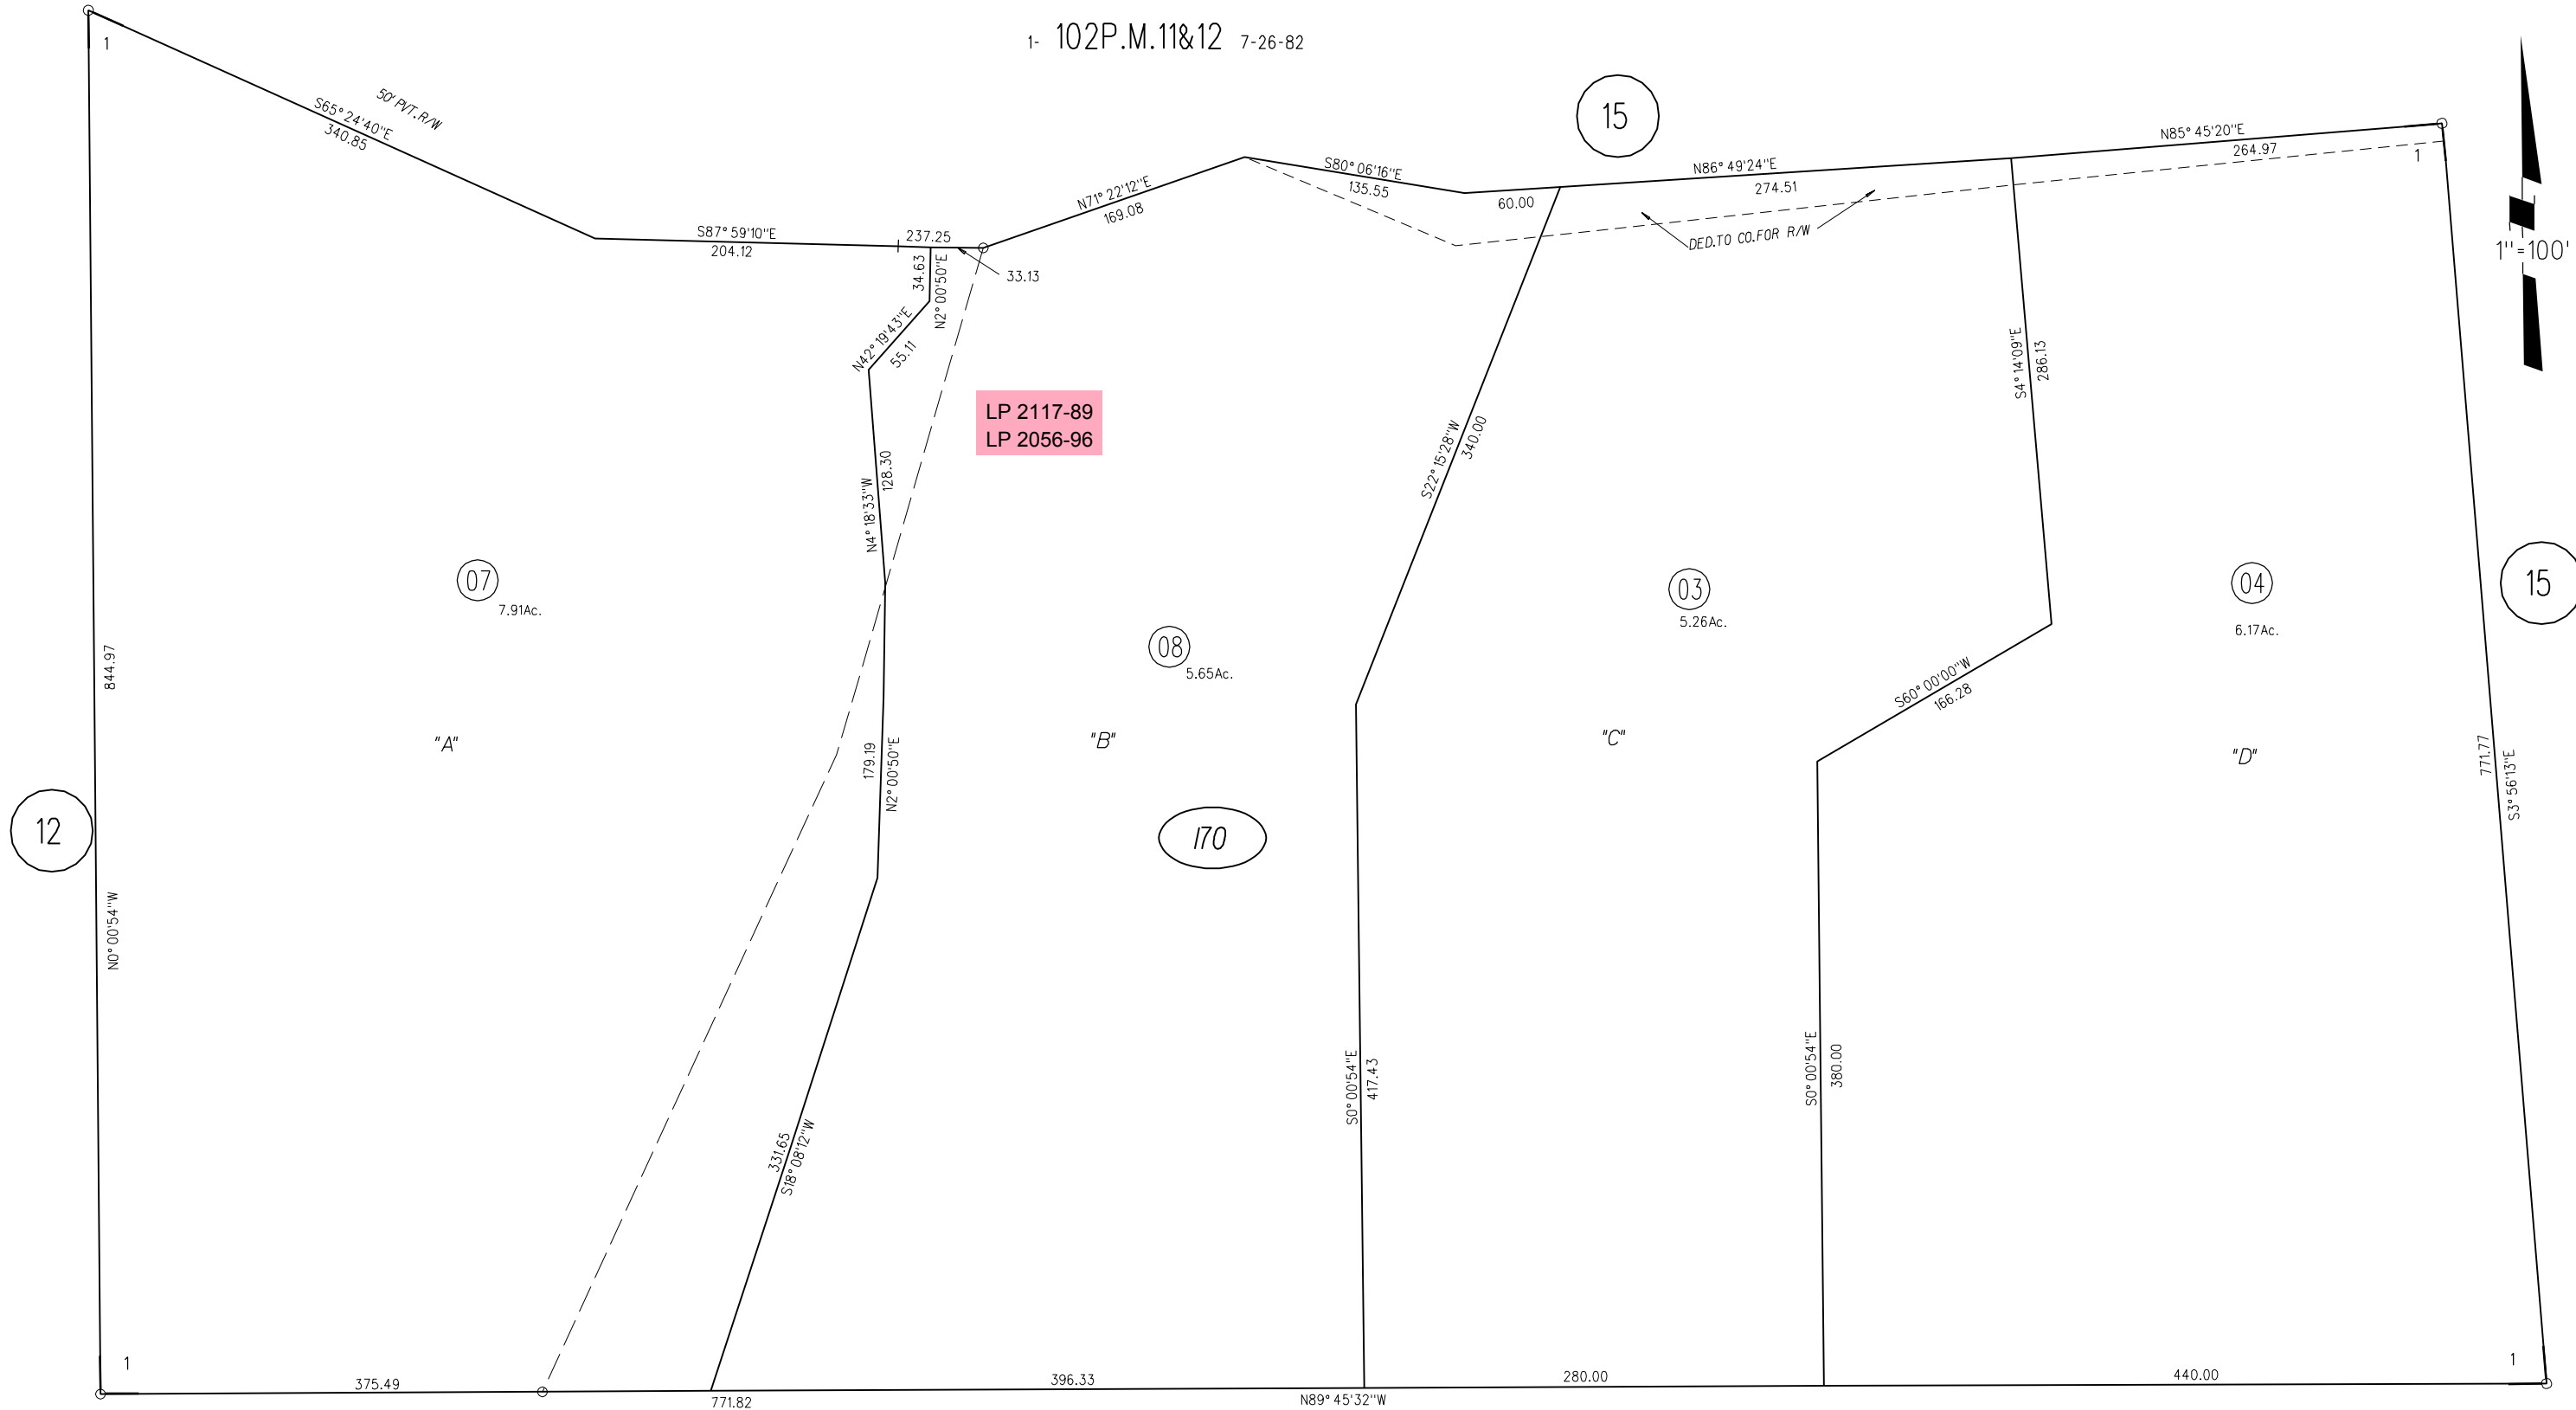 1- 102P.M.11&12 7-26-82
1
50' PVT.R/W
S65°24'40"E
340.85
15
N85°45'20"E
264.97
1
S80°06'16"E
135.55
N86°49'24"E
274.51
60.00
N71°22'12"E
169.08
S87°59'10"E
204.12
237.25
33.13
DED.TO CO.FOR R/W
1"=100'
34.63
N2°00'50"E
N42°19'43"E
55.11
LP 2117-89
LP 2056-96
S4°14'09"E
286.13
S22°15'28"W
340.00
N4°18'33"W
128.30
07
7.91Ac.
03
5.26Ac.
04
6.17Ac.
15
08
5.65Ac.
844.97
S60°00'00"W
166.28
"A"
"B"
"C"
"D"
179.19
N2°00'50"E
771.77
S3°56'13"E
12
170
N0°00'54"W
S0°00'54"E
417.43
S0°00'54"E
380.00
331.65
S18°08'12"W
1
1
375.49
396.33
280.00
440.00
771.82
N89°45'32"W